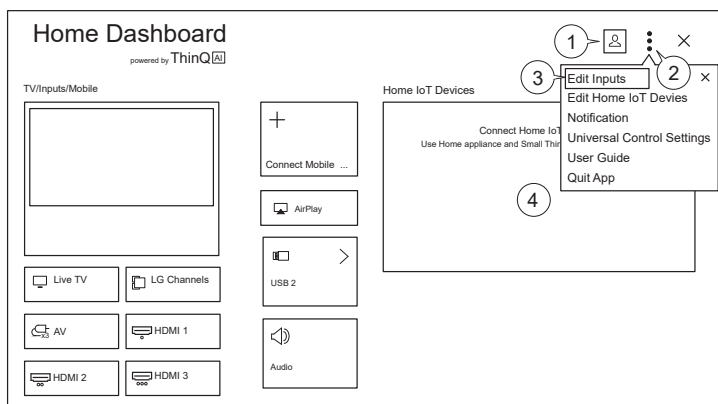 Home Dashboard
powered by ThinQ AI
1
2
3
Edit Inputs
Edit Home IoT Devies
Notification
Universal Control Settings
User Guide
Quit App
TV/Inputs/Mobile
Home IoT Devices
Connect Mobile ...
Connect Home IoT
Use Home appliance and Small Thin
4
AirPlay
USB 2
Live TV
LG Channels
x3 AV
HDMI 1
Audio
HDMI 2
HDMI 3